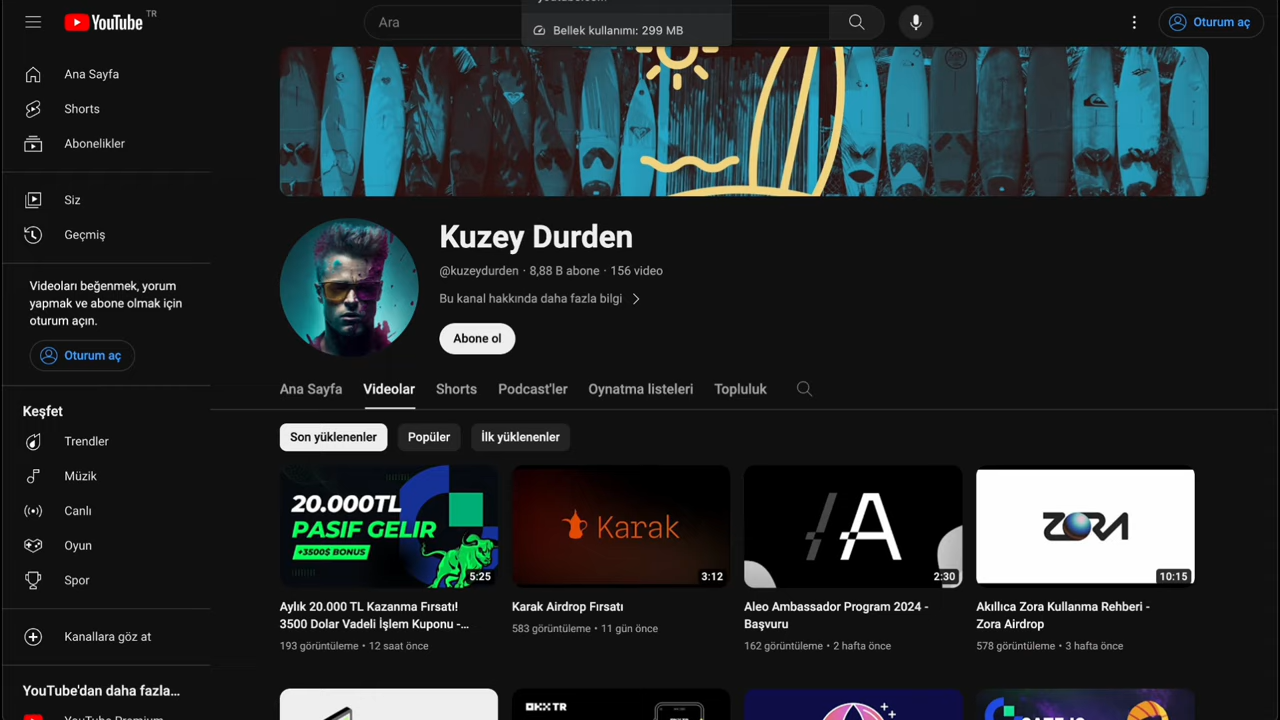 YouTube TR
Ara
Bellek kullanımı: 299 MB
Oturum aç
Ana Sayfa
Shorts
Abonelikler
Siz
Geçmiş
Videoları beğenmek, yorum
yapmak ve abone olmak için
oturum açın.
Oturum aç
Keşfet
Trendler
Müzik
Canlı
Oyun
Spor
Kanallara göz at
YouTube'dan daha fazla...
Kuzey Durden
@kuzeydurden · 8,88 B abone · 156 video
Bu kanal hakkında daha fazla bilgi
Abone ol
Ana Sayfa Videolar Shorts Podcast'ler Oynatma listeleri Topluluk
Son yüklenenler Popüler İlk yüklenenler
20.000TL
PASIF GELIR
+3500$ BONUS
5:25
Aylık 20.000 TL Kazanma Fırsatı!
3500 Dolar Vadeli İşlem Kuponu -...
193 görüntüleme • 12 saat önce
Karak
3:12
Karak Airdrop Fırsatı
583 görüntüleme • 11 gün önce
A
2:30
Aleo Ambassador Program 2024 -
Başvuru
162 görüntüleme • 2 hafta önce
ZORA
10:15
Akıllıca Zora Kullanma Rehberi -
Zora Airdrop
578 görüntüleme • 3 hafta önce
OKX TR